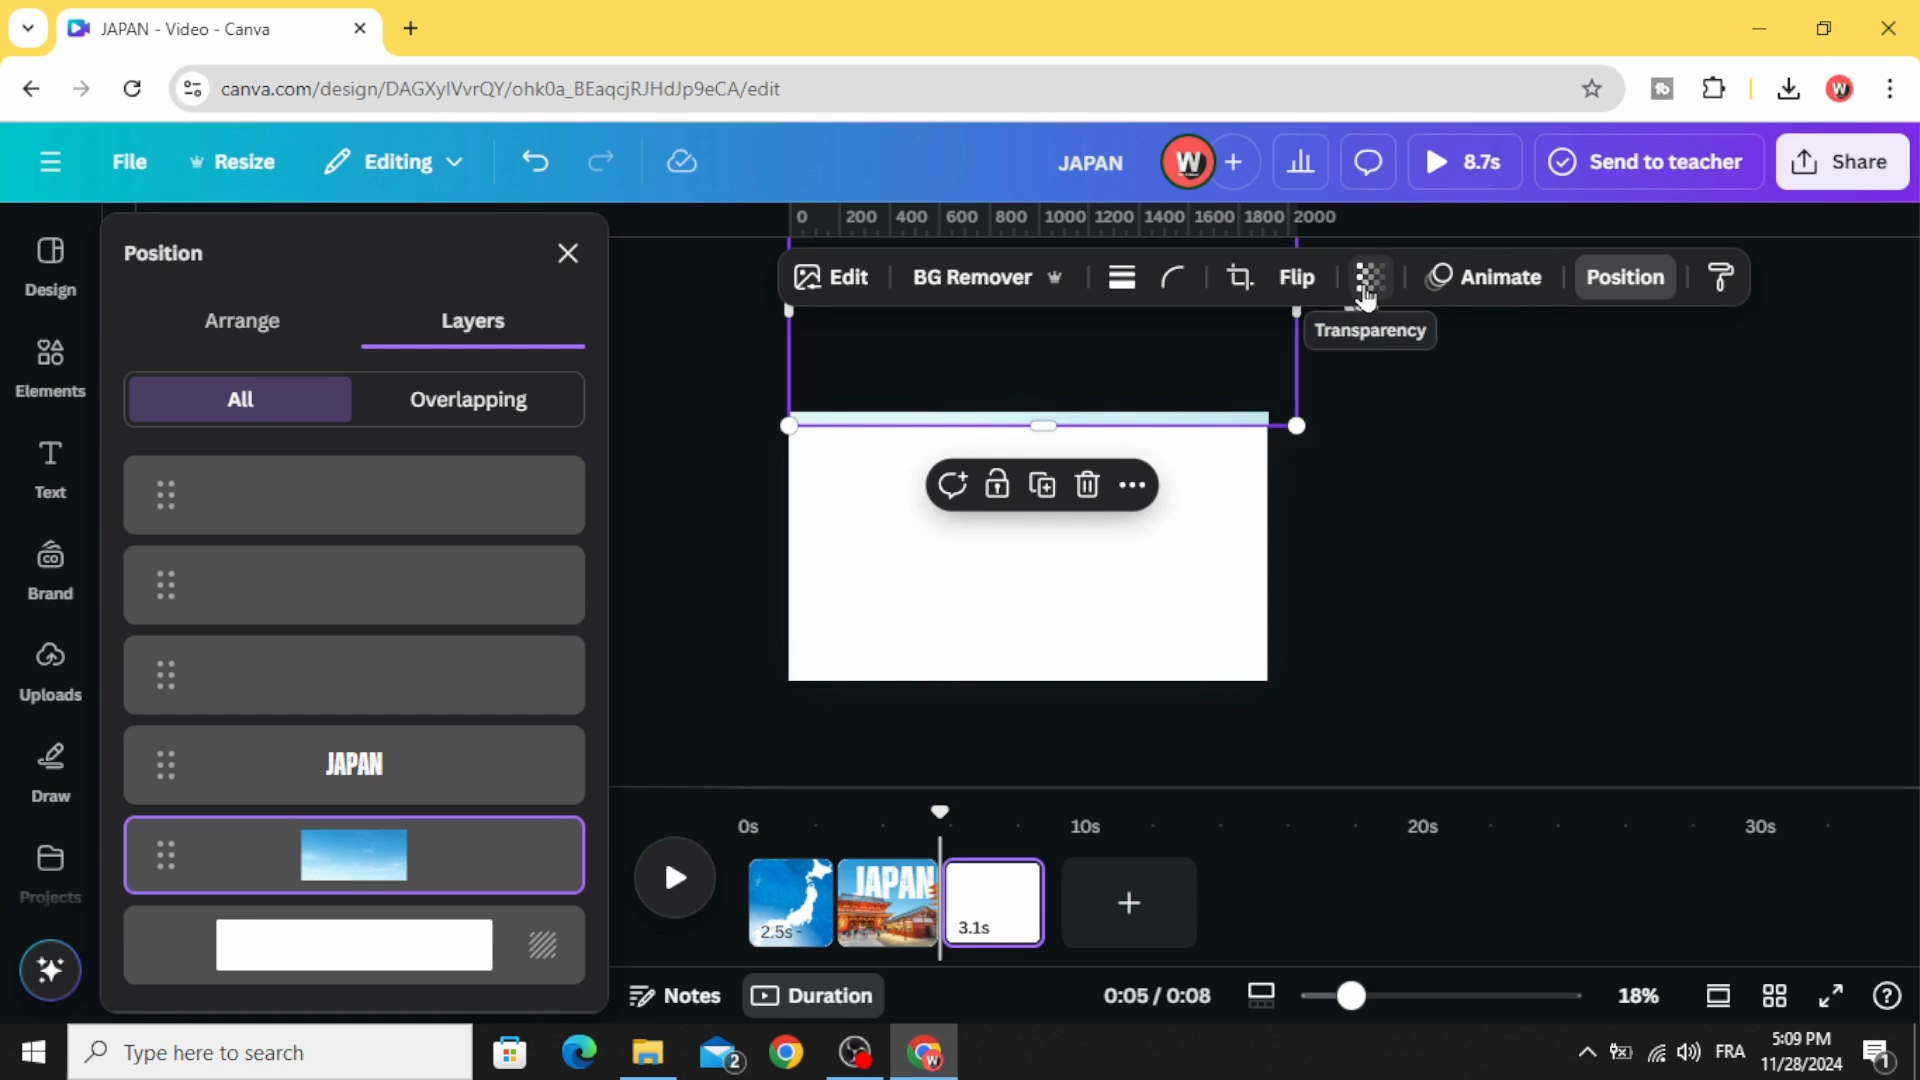 JAPAN - Video - Canva
canva.com/design/DAGXyIVvrQY/ohk0a_BEaqcjRJHdJp9eCA/edit
File
Resize
Editing
JAPAN
W
8.7s
Send to teacher
Share
0 200 400 600 800 1000 1200 1400 1600 1800 2000
Design
Elements
Text
Brand
Uploads
Draw
Projects
Position
Arrange
Layers
All
Overlapping
JAPAN
Edit
BG Remover
Flip
Animate
Position
Transparency
0s
10s
20s
30s
2.5s
JAPAN
3.1s
Notes
Duration
0:05 / 0:08
18%
Type here to search
2
FRA
5:09 PM
11/28/2024
1